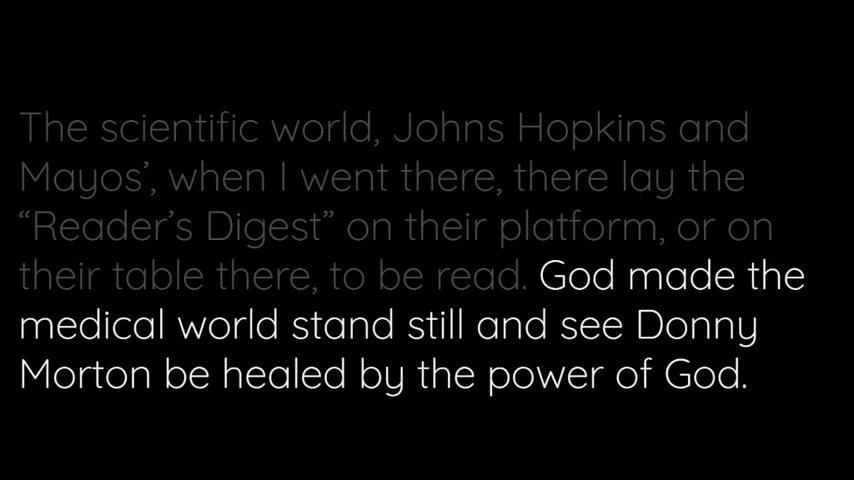 The scientific world, Johns Hopkins and
Mayos’, when I went there, there lay the
“Reader’s Digest” on their platform, or on
their table there, to be read. God made the
medical world stand still and see Donny
Morton be healed by the power of God.